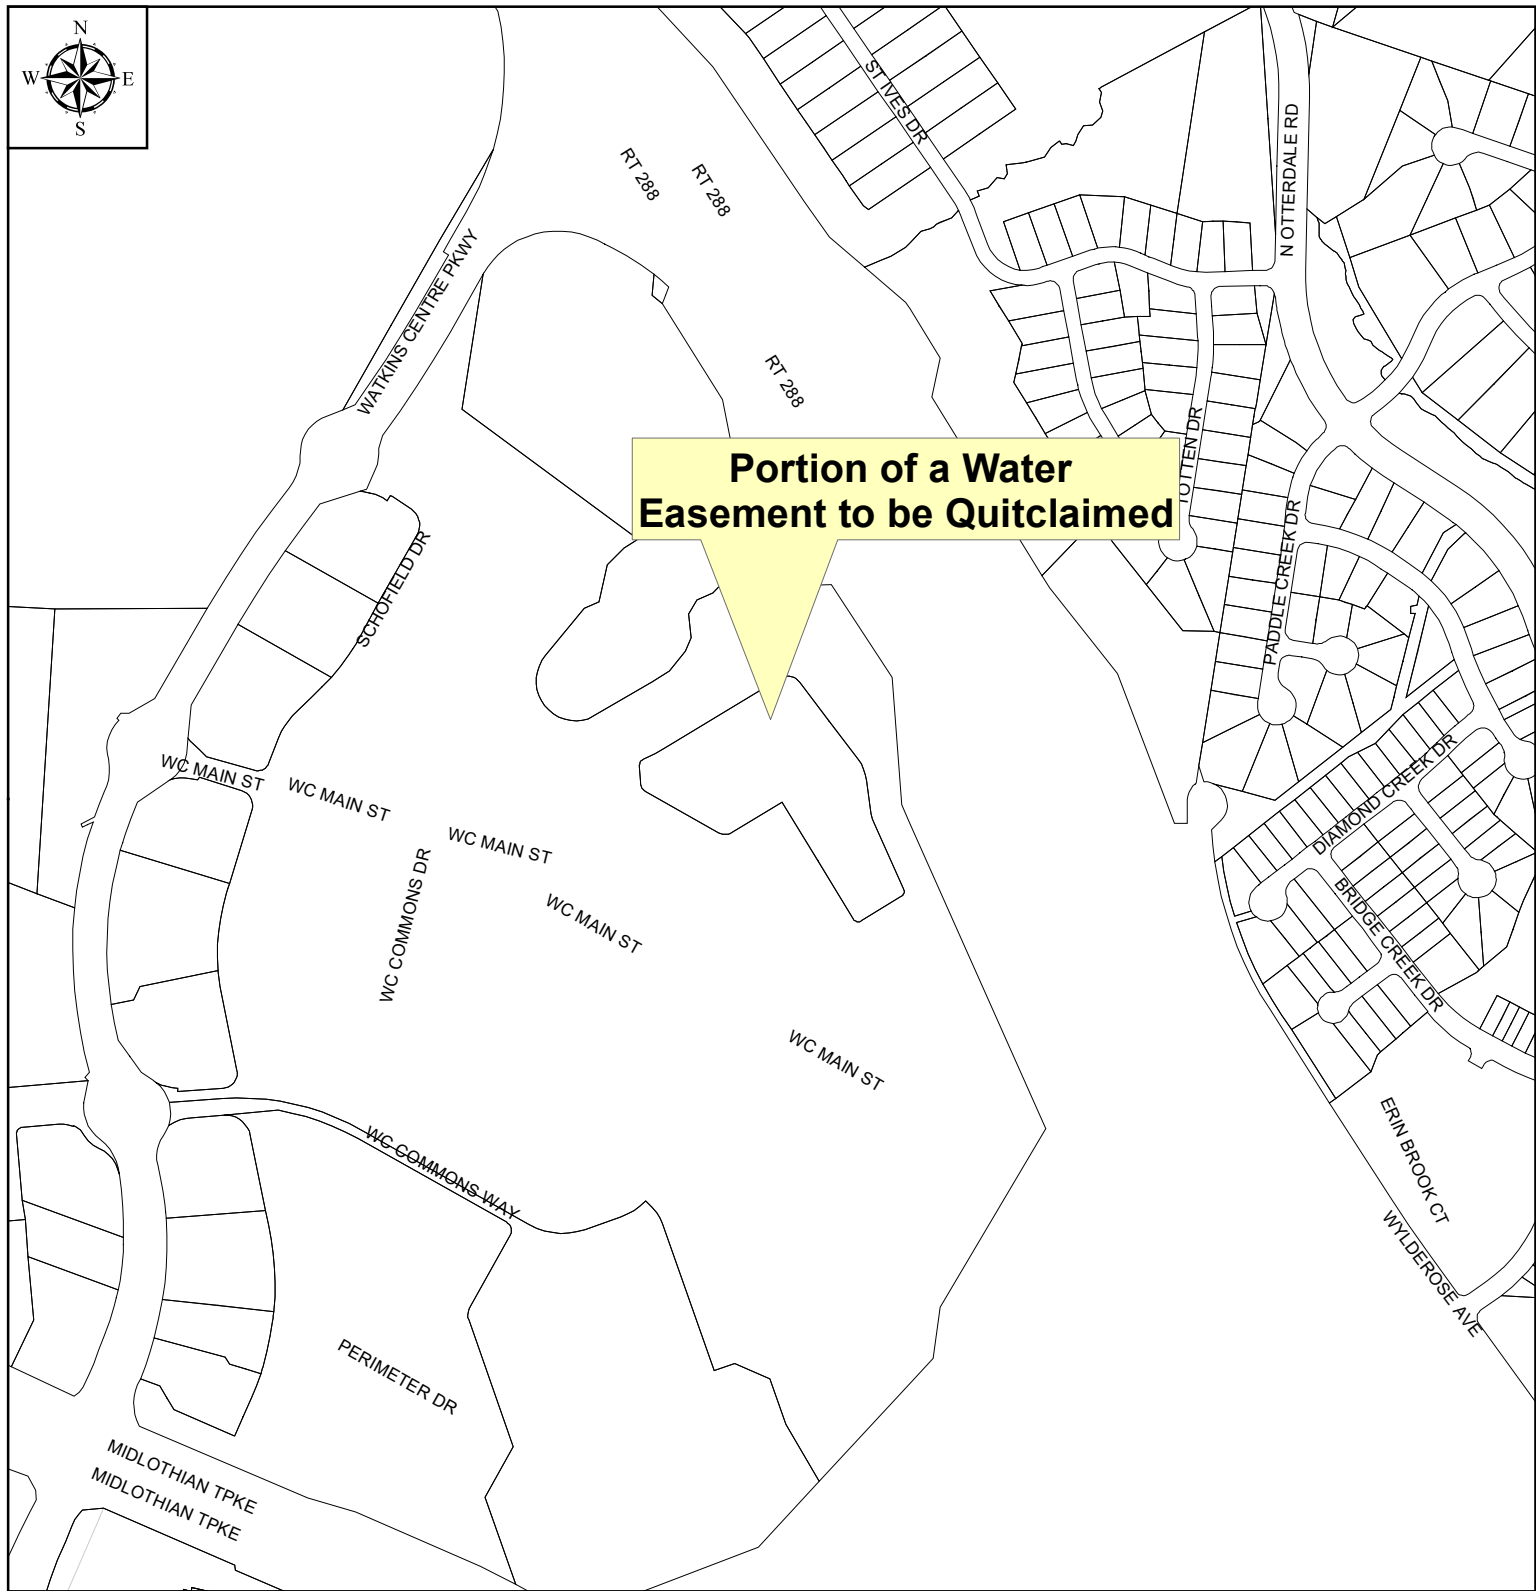 N
W E
S
ST IVES DR
RT 288
RT 288
N OTTERDALE RD
WATKINS CENTRE PKWY
RT 288
Portion of a Water
Easement to be Quitclaimed
TOTTEN DR
SCHOFIELD DR
PADDLE CREEK DR
WC MAIN ST
WC MAIN ST
WC MAIN ST
DIAMOND CREEK DR
WC COMMONS DR
WC MAIN ST
BRIDGE CREEK DR
WC MAIN ST
WC COMMONS WAY
ERIN BROOK CT
WYLDEROSE AVE
PERIMETER DR
MIDLOTHIAN TPKE
MIDLOTHIAN TPKE